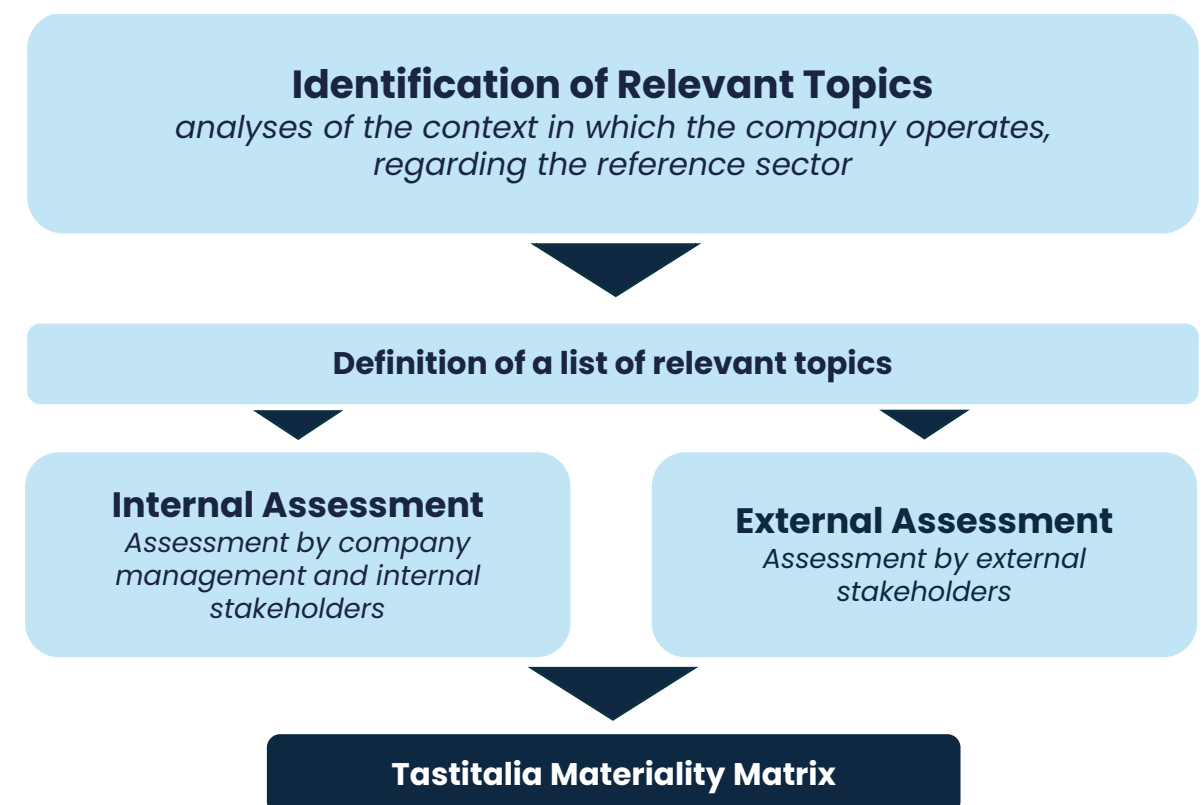 Identification of Relevant Topics
analyses of the context in which the company operates,
regarding the reference sector
Definition of a list of relevant topics
Internal Assessment
Assessment by company
management and internal
stakeholders
External Assessment
Assessment by external
stakeholders
Tastitalia Materiality Matrix